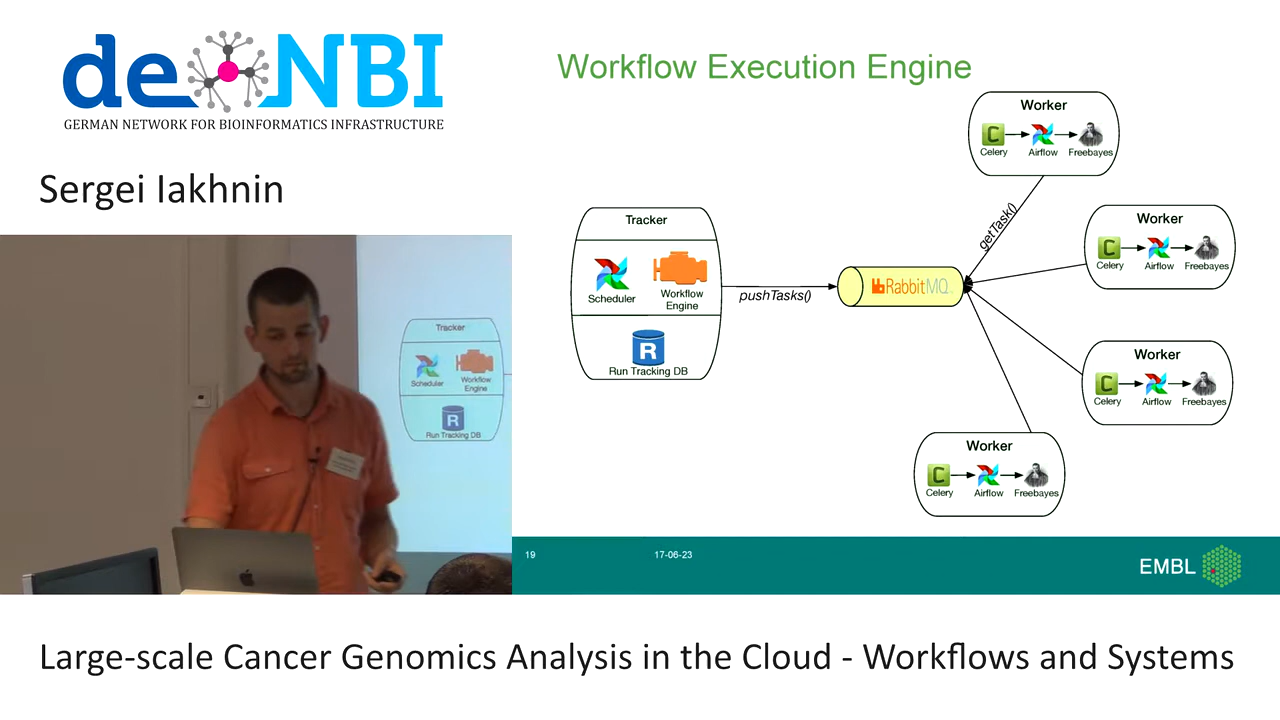 de NBI
GERMAN NETWORK FOR BIOINFORMATICS INFRASTRUCTURE
Sergei Iakhnin
Workflow Execution Engine
Worker
Celery
Airflow
Freebayes
getTask()
Worker
Celery
Airflow
Freebayes
Tracker
Scheduler
Workflow
Engine
R
Run Tracking DB
pushTasks()
RabbitMQ
Worker
Celery
Airflow
Freebayes
Worker
Celery
Airflow
Freebayes
Tracker
Scheduler
Workflow
Engine
R
Run Tracking DB
19
17-06-23
EMBL
Large-scale Cancer Genomics Analysis in the Cloud - Workflows and Systems